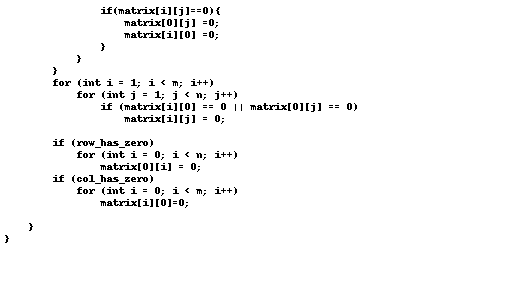 if(matrix[i][j]==0){
                    matrix[0][j] =0;
                    matrix[i][0] =0;
                }
            }
        }
        for (int i = 1; i < m; i++)
            for (int j = 1; j < n; j++)
                if (matrix[i][0] == 0 || matrix[0][j] == 0)
                    matrix[i][j] = 0;

        if (row_has_zero)
            for (int i = 0; i < n; i++)
                matrix[0][i] = 0;
        if (col_has_zero)
            for (int i = 0; i < m; i++)
                matrix[i][0]=0;

    }
}